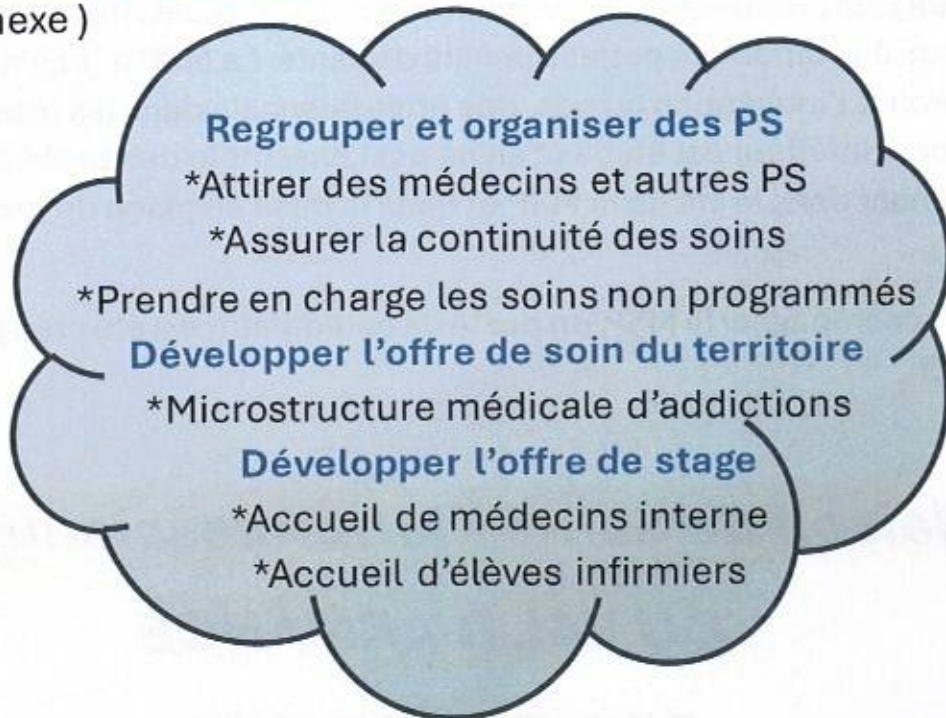 nexe )
Regrouper et organiser des PS
*Attirer des médecins et autres PS
*Assurer la continuité des soins
*Prendre en charge les soins non programmés
Développer l'offre de soin du territoire
*Microstructure médicale d'addictions
Développer l'offre de stage
*Accueil de médecins interne
*Accueil d'élèves infirmiers